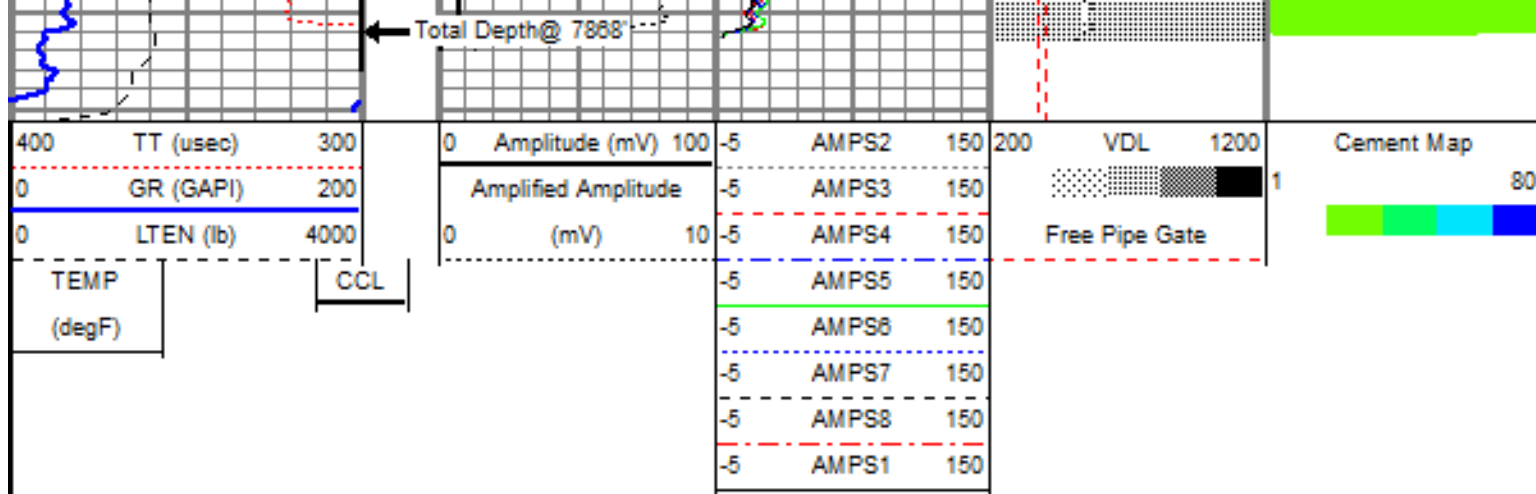 Total Depth@ 7868'
400 TT (usec) 300
0 GR (GAPI) 200
0 LTEN (lb) 4000
TEMP
(degF)
CCL
0 Amplitude (mV) 100
Amplified Amplitude
0 (mV) 10
-5 AMPS2 150
-5 AMPS3 150
-5 AMPS4 150
-5 AMPS5 150
-5 AMPS6 150
-5 AMPS7 150
-5 AMPS8 150
-5 AMPS1 150
200 VDL 1200
Free Pipe Gate
Cement Map
1 80